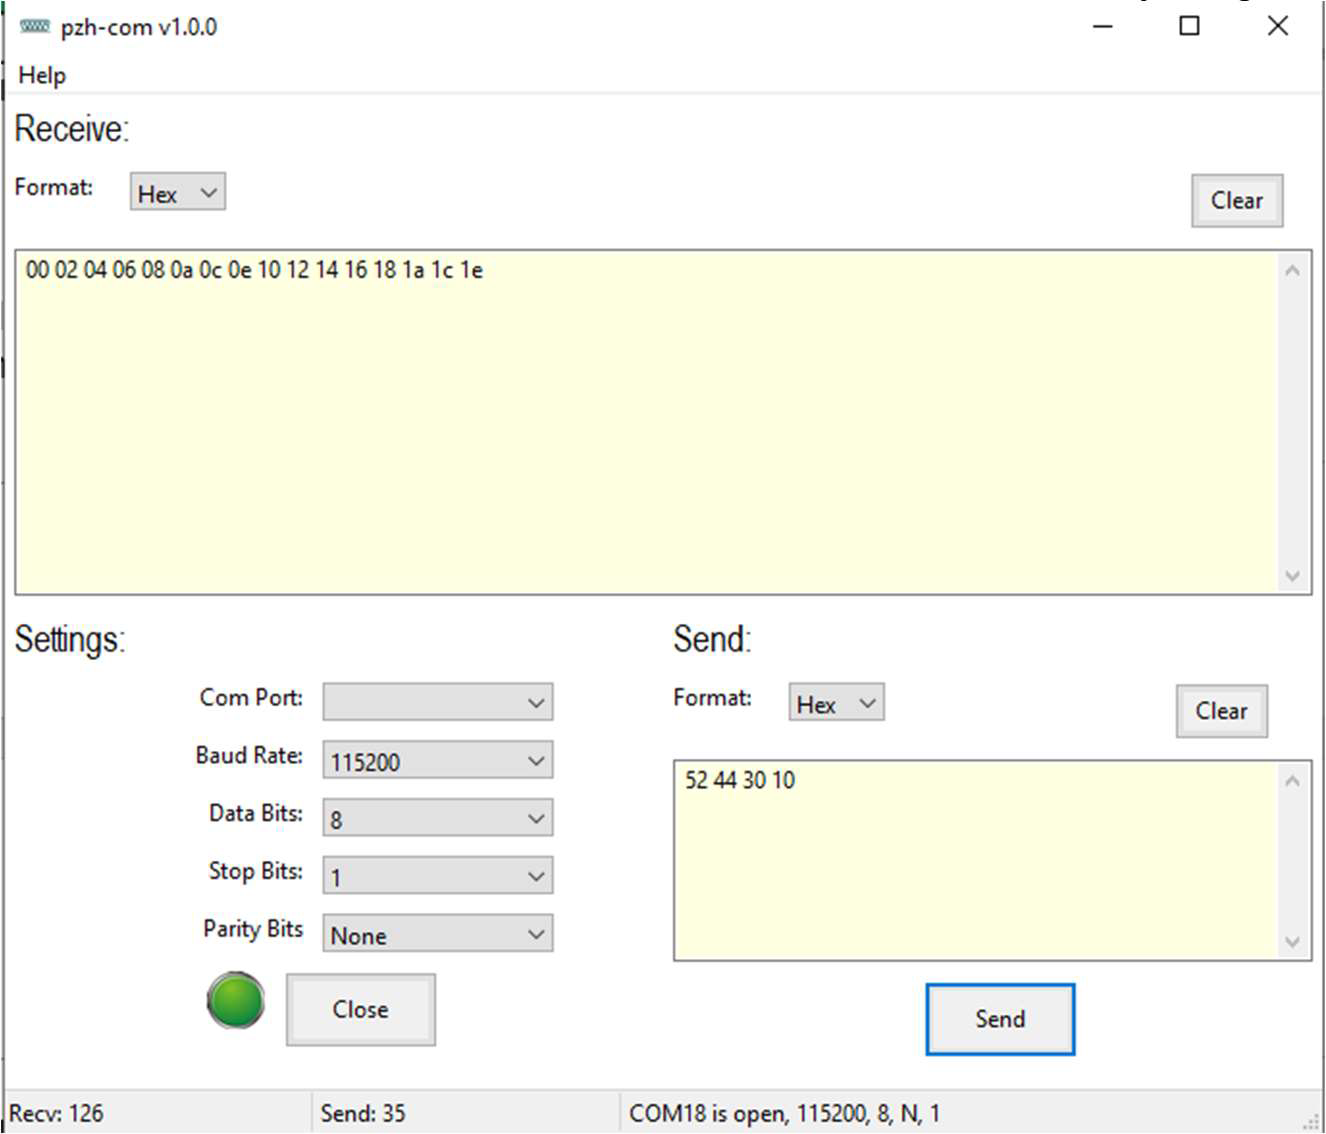 pzh-com v1.0.0
Help
Receive:
Format: Hex
Clear
00 02 04 06 08 0a 0c 0e 10 12 14 16 18 1a 1c 1e
Settings:
Com Port:
Baud Rate: 115200
Data Bits: 8
Stop Bits: 1
Parity Bits None
Close
Send:
Format: Hex
Clear
52 44 30 10
Send
Recv: 126
Send: 35
COM18 is open, 115200, 8, N, 1